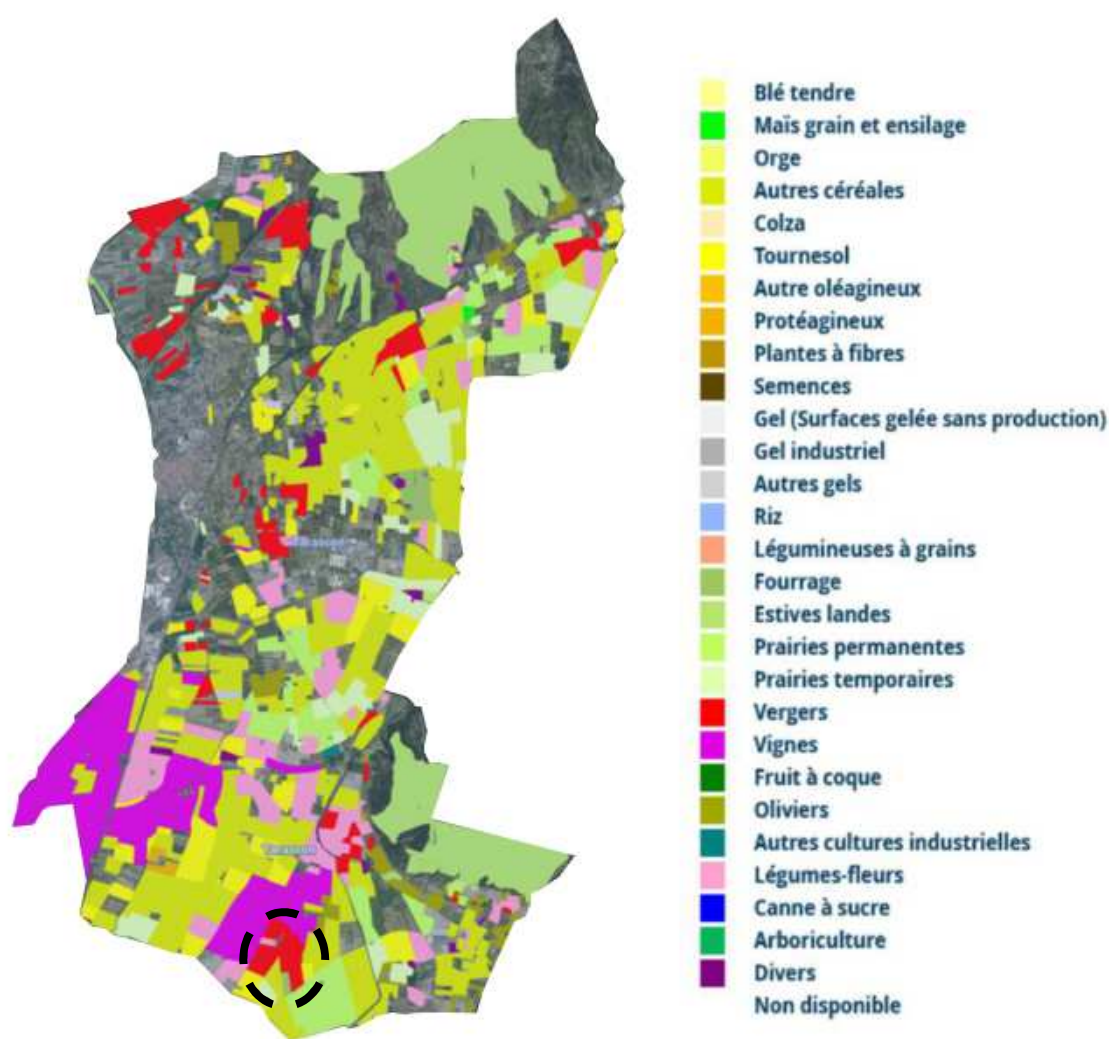 Blé tendre
Maïs grain et ensilage
Orge
Autres céréales
Colza
Tournesol
Autre oléagineux
Protéagineux
Plantes à fibres
Semences
Gel (Surfaces gelée sans production)
Gel industriel
Autres gels
Riz
Légumineuses à grains
Fourrage
Estives landes
Prairies permanentes
Prairies temporaires
Vergers
Vignes
Fruit à coque
Oliviers
Autres cultures industrielles
Légumes-fleurs
Canne à sucre
Arboriculture
Divers
Non disponible